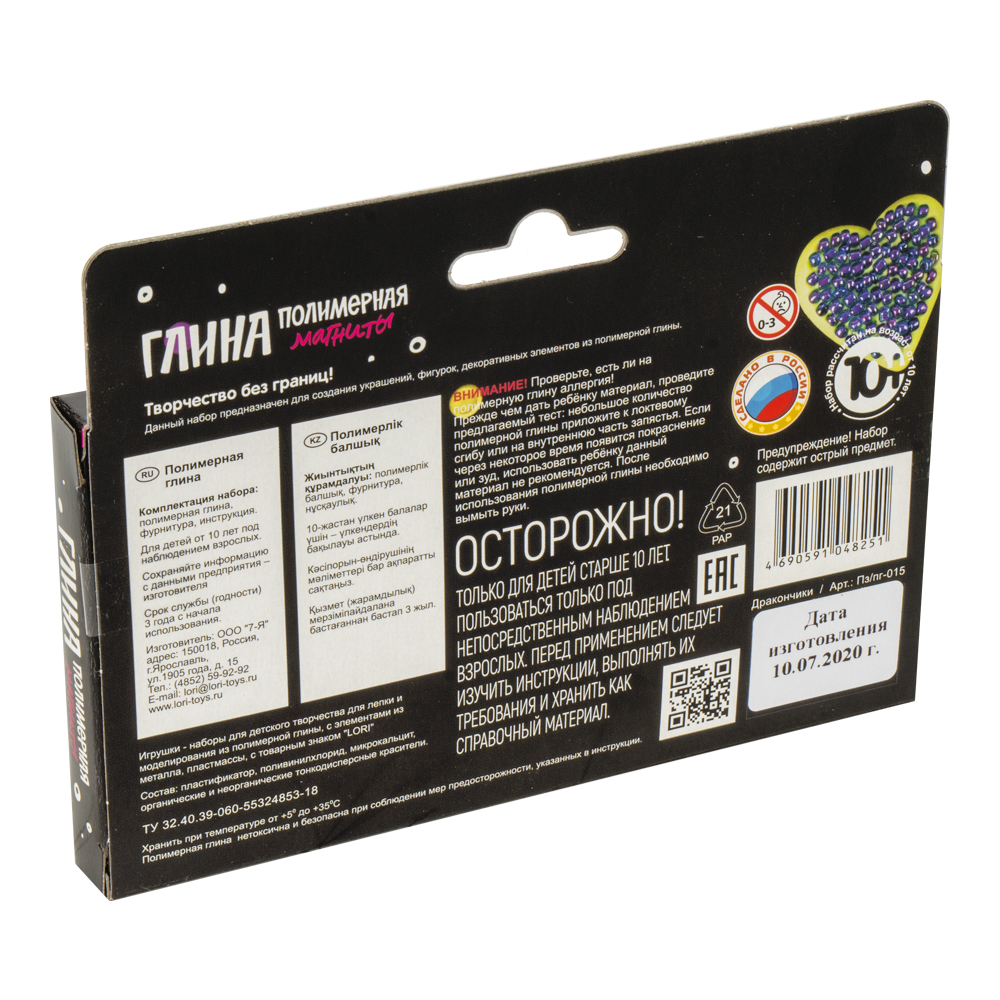 ГЛИНА ПОЛИМЕРНАЯ
магниты
Творчество без границ!
Данный набор предназначен для создания украшений, фигурок, декоративных элементов из полимерной глины.
RU Полимерная
глина
Комплектация набора:
полимерная глина,
фурнитура, инструкция.
Для детей от 10 лет под
наблюдением взрослых.
Сохраняйте информацию
с данными предприятия –
изготовителя
Срок службы (годности)
3 года с начала
использования.
Изготовитель: ООО "7-Я"
адрес: 150018, Россия,
г.Ярославль,
ул.1905 года, д. 15
Тел.: (4852) 59-92-92
E-mail: lori@lori-toys.ru
www.lori-toys.ru
KZ Полимерлік
балшық
Жиынтықтың
құрамдалуы: полимерлік
балшық, фурнитура,
нұсқаулық.
10-жастан үлкен балалар
үшін – үлкендердің
бақылауы астында.
Кәсіпорын-өндірушінің
мәліметтері бар ақпаратты
сақтаңыз.
Қызмет (жарамдылық)
мерзіміпайдалана
бастағаннан бастап 3 жыл.
Игрушки - наборы для детского творчества для лепки и
моделирования из полимерной глины, с элементами из
металла, пластмассы, с товарным знаком "LORI"
Состав: пластификатор, поливинилхлорид, микрокальцит,
органические и неорганические тонкодисперсные красители.
ТУ 32.40.39-060-55324853-18
Хранить при температуре от +5º до +35ºС
Полимерная глина нетоксична и безопасна при соблюдении мер предосторожности, указанных в инструкции.
ВНИМАНИЕ! Проверьте, есть ли на
полимерную глину аллергия!
Прежде чем дать ребёнку материал, проведите
предлагаемый тест: небольшое количество
полимерной глины приложите к локтевому
сгибу или на внутреннюю часть запястья. Если
через некоторое время появится покраснение
или зуд, использовать ребёнку данный
материал не рекомендуется. После
использования полимерной глины необходимо
вымыть руки.
ОСТОРОЖНО!
ТОЛЬКО ДЛЯ ДЕТЕЙ СТАРШЕ 10 ЛЕТ
ПОЛЬЗОВАТЬСЯ ТОЛЬКО ПОД
НЕПОСРЕДСТВЕННЫМ НАБЛЮДЕНИЕМ
ВЗРОСЛЫХ. ПЕРЕД ПРИМЕНЕНИЕМ СЛЕДУЕТ
ИЗУЧИТЬ ИНСТРУКЦИИ, ВЫПОЛНЯТЬ ИХ
ТРЕБОВАНИЯ И ХРАНИТЬ КАК
СПРАВОЧНЫЙ МАТЕРИАЛ.
0-3
СДЕЛАНО В РОССИИ
Набор рассчитан на возраст от 10 лет
10+
Предупреждение! Набор
содержит острый предмет.
21
PAP
EAC
4 690591 048251
Дракончики / Арт.: Пз/пг-015
Дата
изготовления
10.07.2020 г.
ГЛИНА ПОЛИМЕРНАЯ
магниты